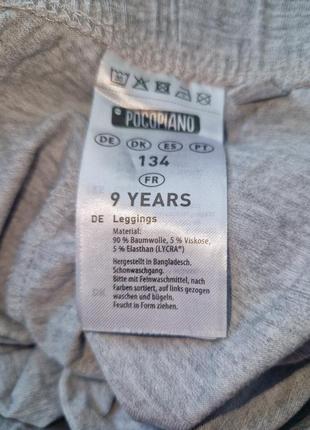 POCOPIANO
DE DK ES PT
134
FR
9 YEARS
DE Leggings
Material:
90 % Baumwolle, 5 % Viskose,
5 % Elasthan (LYCRA®)
Hergestellt in Bangladesch.
Schonwaschgang.
Bitte mit Feinwaschmittel, nach
Farben sortiert, auf links gezogen
waschen und bügeln.
Feucht in Form ziehen.